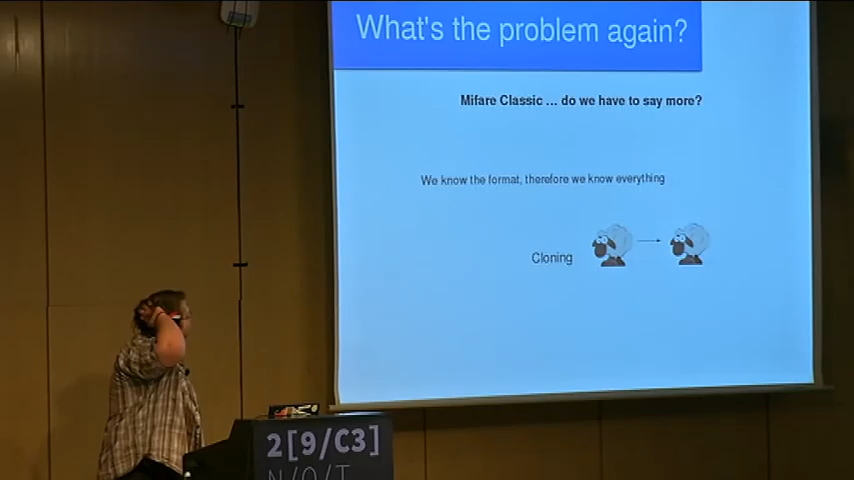 What's the problem again?
Mifare Classic ... do we have to say more?
We know the format, therefore we know everything
Cloning
2[9/C3]
N/O/T